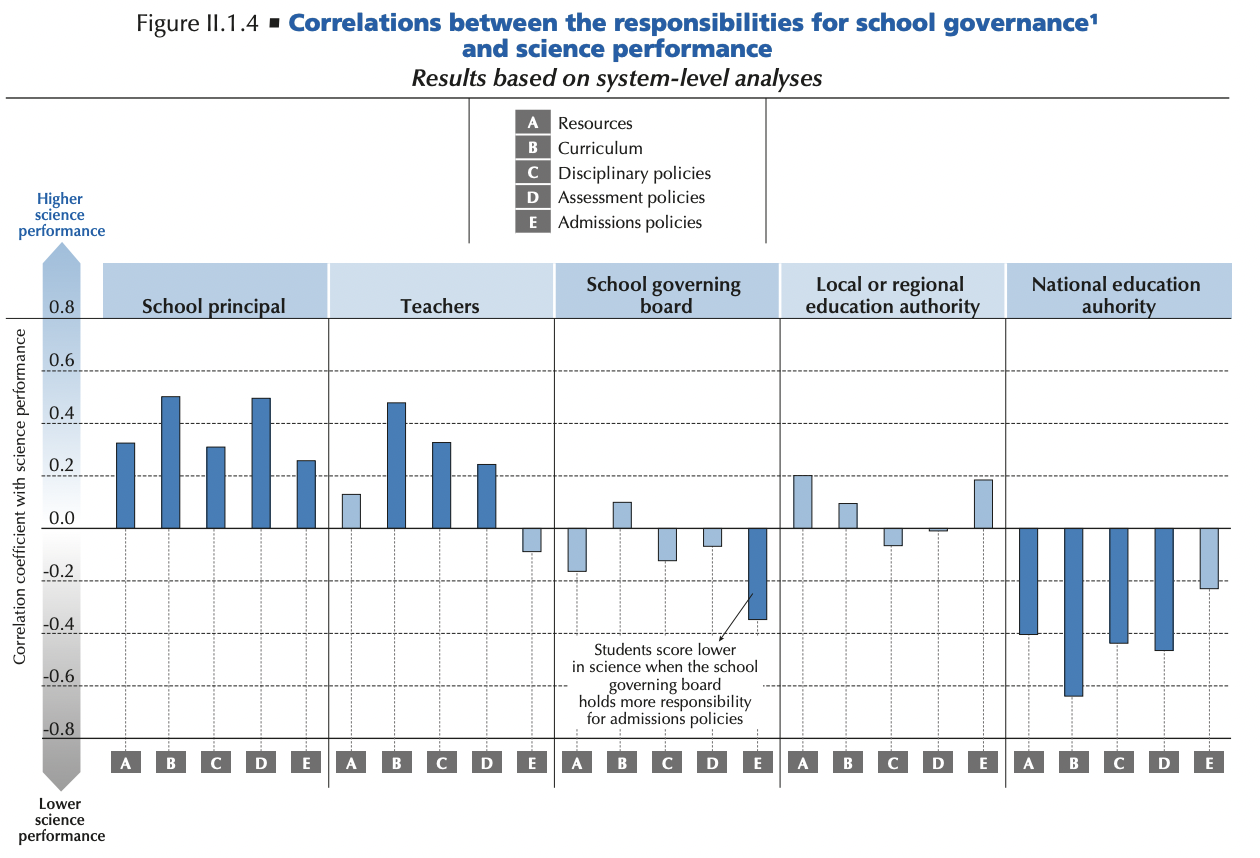 Figure II.1.4 ■ Correlations between the responsibilities for school governance¹
and science performance
Results based on system-level analyses
A Resources
B Curriculum
C Disciplinary policies
D Assessment policies
E Admissions policies
Higher
science
performance
School principal
Teachers
School governing
board
Local or regional
education authority
National education
auhority
Correlation coefficient with science performance
0.8
0.6
0.4
0.2
0.0
-0.2
-0.4
-0.6
-0.8
Students score lower
in science when the school
governing board
holds more responsibility
for admissions policies
A B C D E A B C D E A B C D E A B C D E A B C D E
Lower
science
performance